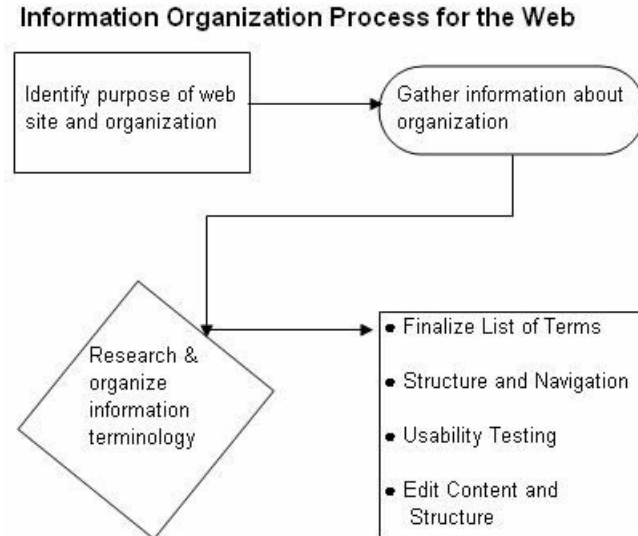 Information Organization Process for the Web
Identify purpose of web
site and organization
Gather information about
organization
Research &
organize
information
terminology
• Finalize List of Terms
• Structure and Navigation
• Usability Testing
• Edit Content and
Structure